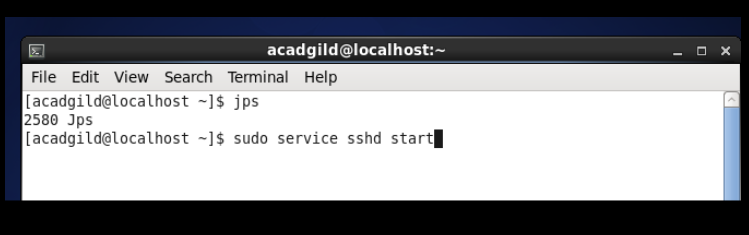 acadgild@localhost:~
File Edit View Search Terminal Help
[acadgild@localhost ~]$ jps
2580 Jps
[acadgild@localhost ~]$ sudo service sshd start